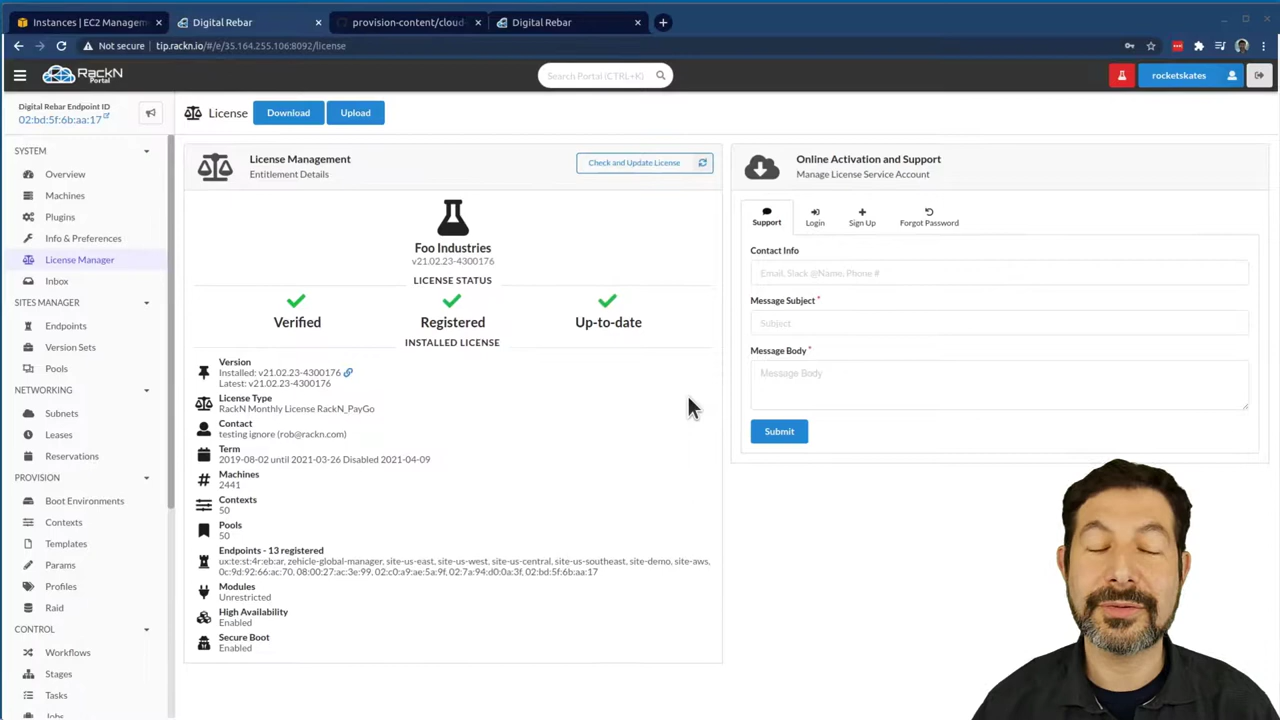 Instances | EC2 Manageme
Digital Rebar
provision-content/cloud-
Digital Rebar
Not secure
tip.rackn.io/#/e/35.164.255.106:8092/license
RackN
Portal
Search Portal (CTRL+K)
rocketskates
Digital Rebar Endpoint ID
02:bd:5f:6b:aa:17
License
Download
Upload
SYSTEM
Overview
Machines
Plugins
Info & Preferences
License Manager
Inbox
SITES MANAGER
Endpoints
Version Sets
Pools
NETWORKING
Subnets
Leases
Reservations
PROVISION
Boot Environments
Contexts
Templates
Params
Profiles
Raid
CONTROL
Workflows
Stages
Tasks
Jobs
License Management
Entitlement Details
Check and Update License
Foo Industries
v21.02.23-4300176
LICENSE STATUS
Verified
Registered
Up-to-date
INSTALLED LICENSE
Version
Installed: v21.02.23-4300176
Latest: v21.02.23-4300176
License Type
RackN Monthly License RackN_PayGo
Contact
testing ignore (rob@rackn.com)
Term
2019-08-02 until 2021-03-26 Disabled 2021-04-09
Machines
2441
Contexts
50
Pools
50
Endpoints - 13 registered
ux:te:st:4r:eb:ar, zehicle-global-manager, site-us-east, site-us-west, site-us-central, site-us-southeast, site-demo, site-aws,
0c:9d:92:66:ac:70, 08:00:27:ac:3e:99, 02:c0:a9:ae:5a:9f, 02:7a:94:d0:0a:3f, 02:bd:5f:6b:aa:17
Modules
Unrestricted
High Availability
Enabled
Secure Boot
Enabled
Online Activation and Support
Manage License Service Account
Support
Login
Sign Up
Forgot Password
Contact Info
Email, Slack @Name, Phone #
Message Subject *
Subject
Message Body *
Message Body
Submit